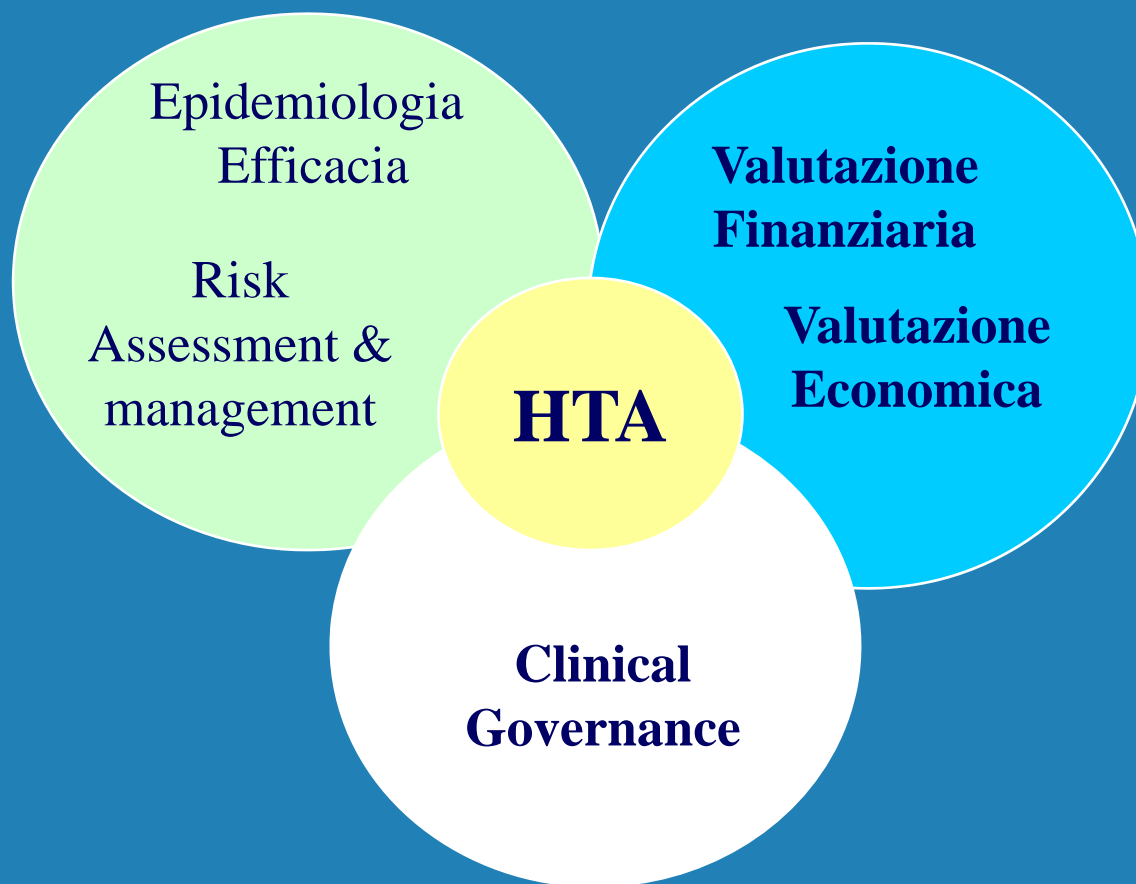 Epidemiologia
Efficacia
Risk
Assessment &
management
Valutazione
Finanziaria
Valutazione
Economica
HTA
Clinical
Governance